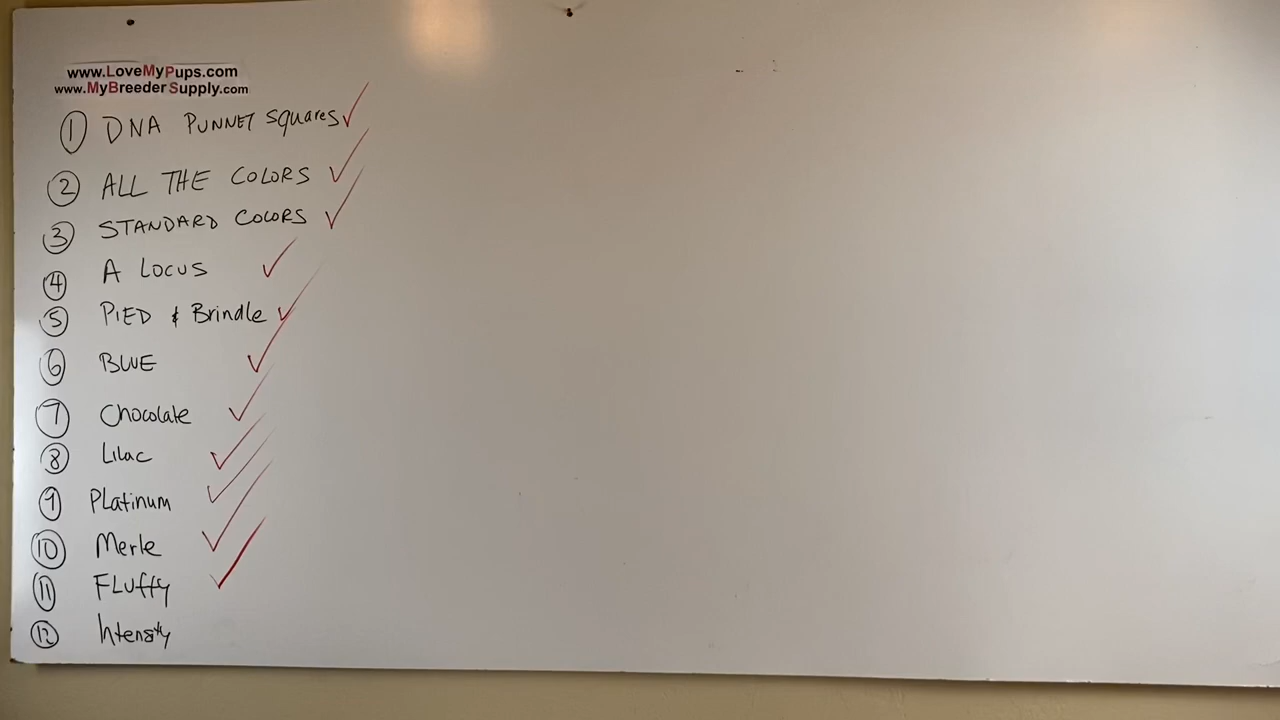 www.LoveMyPups.com
www.MyBreederSupply.com
1 DNA PUNNET Squares
2 ALL THE COLORS
3 STANDARD COLORS
4 A LOCUS
5 PIED & Brindle
6 BLUE
7 Chocolate
8 Lilac
9 Platinum
10 Merle
11 FLuffy
12 Intensity